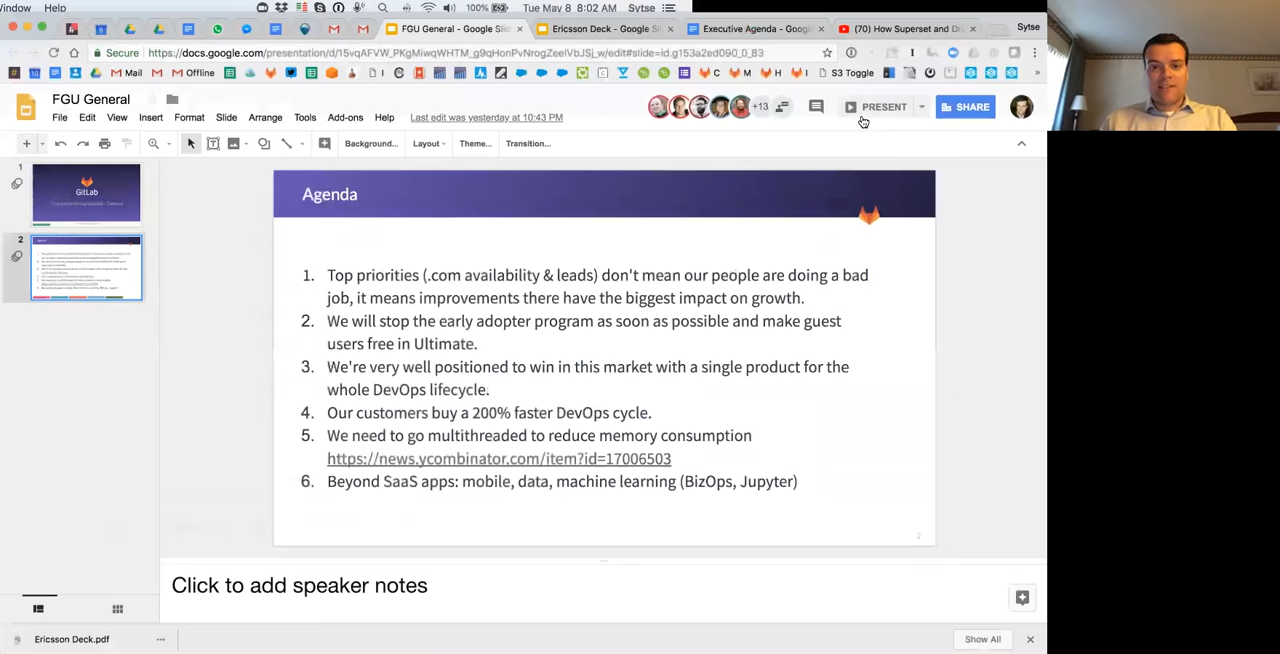 Window Help 100% Tue May 8 8:02 AM Sytse
FGU General - Google Slid Ericsson Deck - Google Slide Executive Agenda - Google (70) How Superset and Dr Sytse
Secure https://docs.google.com/presentation/d/15vqAFVW_PKgMiwqWHTM_g9qHonPvNrogZeelVbJSj_w/edit#slide=id.g153a2ed090_0_83
Mail Offline S3 Toggle
FGU General
File Edit View Insert Format Slide Arrange Tools Add-ons Help Last edit was yesterday at 10:43 PM
+13 PRESENT SHARE
Background... Layout Theme... Transition...
1
GitLab
2
Agenda
1. Top priorities (.com availability & leads) don't mean our people are doing a bad
job, it means improvements there have the biggest impact on growth.
2. We will stop the early adopter program as soon as possible and make guest
users free in Ultimate.
3. We're very well positioned to win in this market with a single product for the
whole DevOps lifecycle.
4. Our customers buy a 200% faster DevOps cycle.
5. We need to go multithreaded to reduce memory consumption
https://news.ycombinator.com/item?id=17006503
6. Beyond SaaS apps: mobile, data, machine learning (BizOps, Jupyter)
2
Click to add speaker notes
Ericsson Deck.pdf
Show All